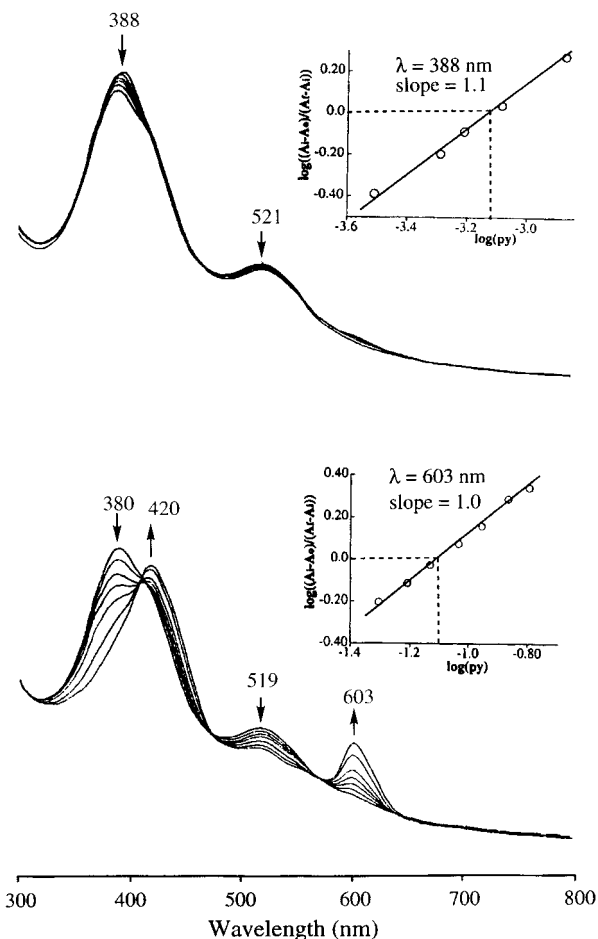 388
521
λ = 388 nm
slope = 1.1
log((Ai-Ao)/(Af-Ai))
0.20
0.0
-0.20
-0.40
-3.6 -3.4 -3.2 -3.0
log(py)
380 420
519
603
λ = 603 nm
slope = 1.0
log((Ai-Ao)/(Af-Ai))
0.40
0.20
0.0
-0.20
-0.40
-1.4 -1.2 -1.0 -0.80
log(py)
300 400 500 600 700 800
Wavelength (nm)